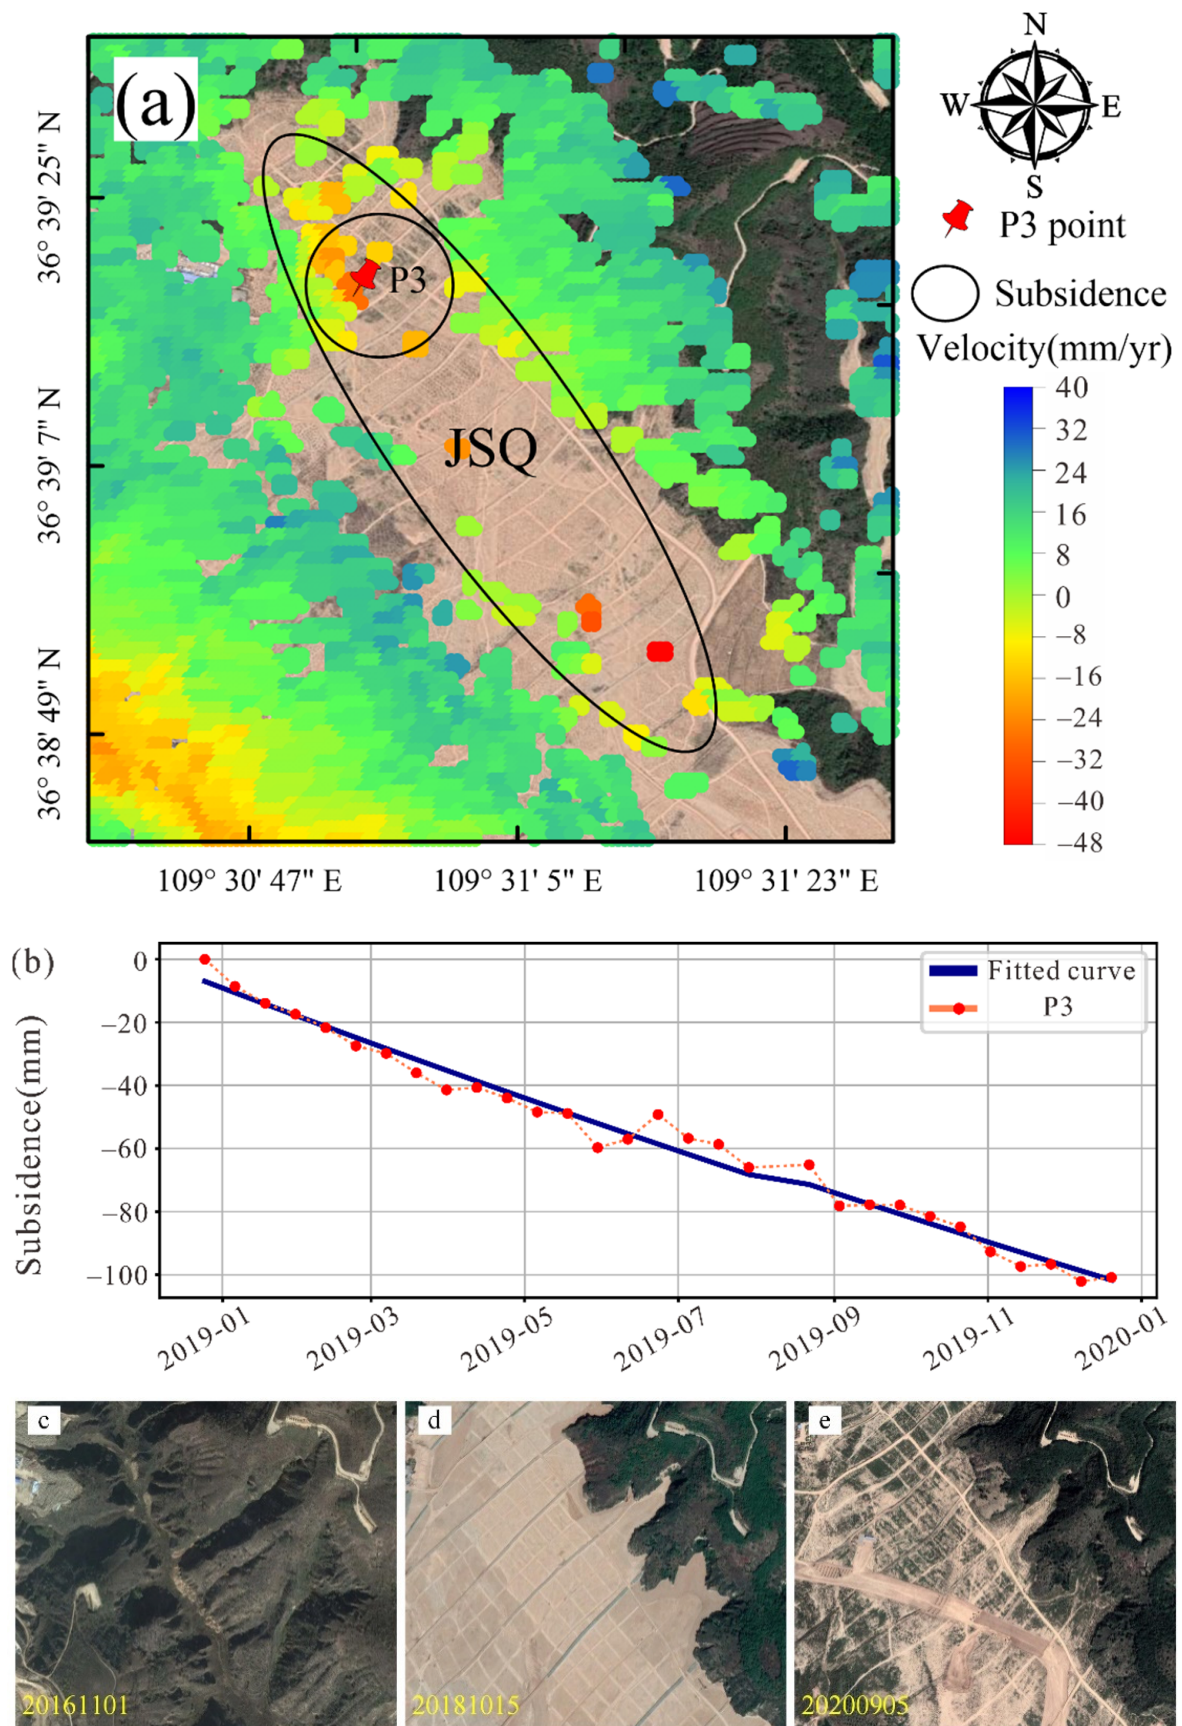 (a)
N
W E
S
P3 point
Subsidence
Velocity(mm/yr)
40
32
24
16
8
0
−8
−16
−24
−32
−40
−48
P3
JSQ
36° 39' 25" N
36° 39' 7" N
36° 38' 49" N
109° 30' 47" E 109° 31' 5" E 109° 31' 23" E
(b)
Fitted curve
P3
Subsidence(mm)
0
−20
−40
−60
−80
−100
2019-01 2019-03 2019-05 2019-07 2019-09 2019-11 2020-01
c
20161101
d
20181015
e
20200905